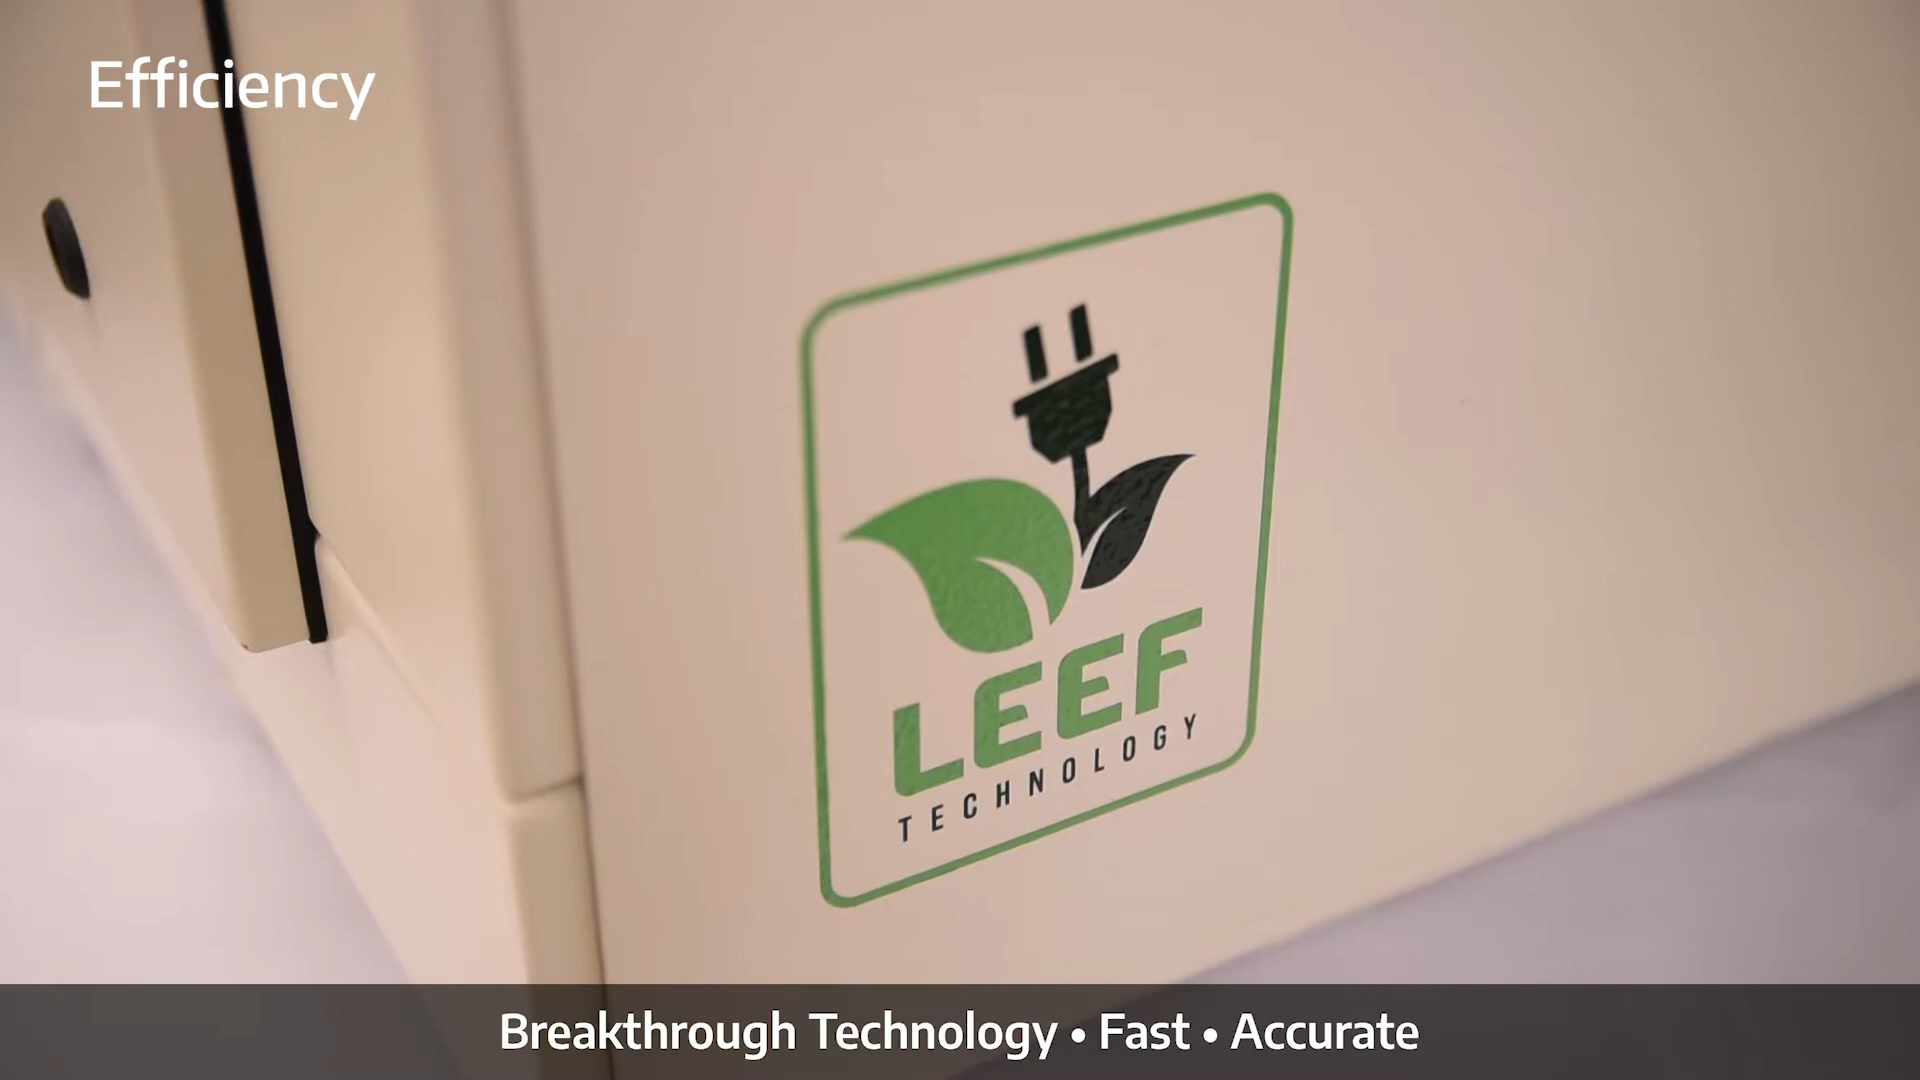 Efficiency
LEEF
TECHNOLOGY
Breakthrough Technology • Fast • Accurate